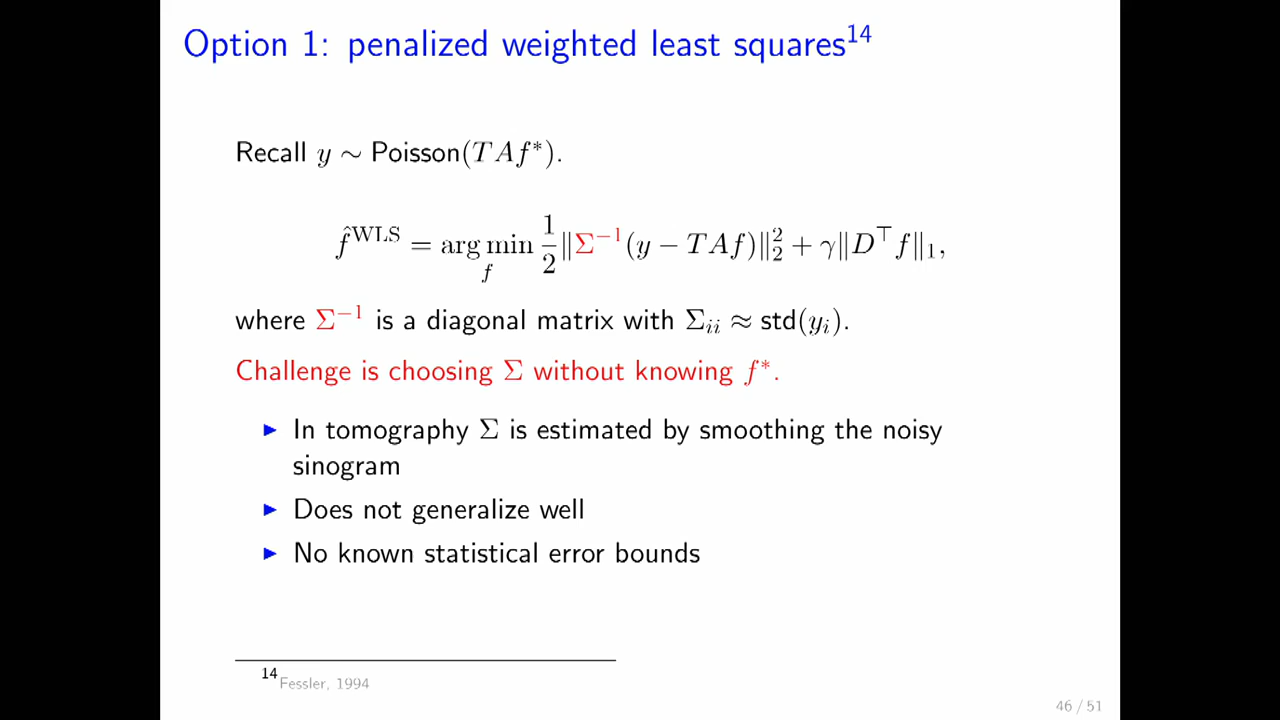 Option 1: penalized weighted least squares¹⁴
Recall y ∼ Poisson(TAf*).
f̂^WLS = arg min_f 1/2 ‖Σ⁻¹(y − TAf)‖₂² + γ‖D^⊤ f‖₁,
where Σ⁻¹ is a diagonal matrix with Σᵢᵢ ≈ std(yᵢ).
Challenge is choosing Σ without knowing f*.
▶ In tomography Σ is estimated by smoothing the noisy
sinogram
▶ Does not generalize well
▶ No known statistical error bounds
¹⁴Fessler, 1994
46 / 51